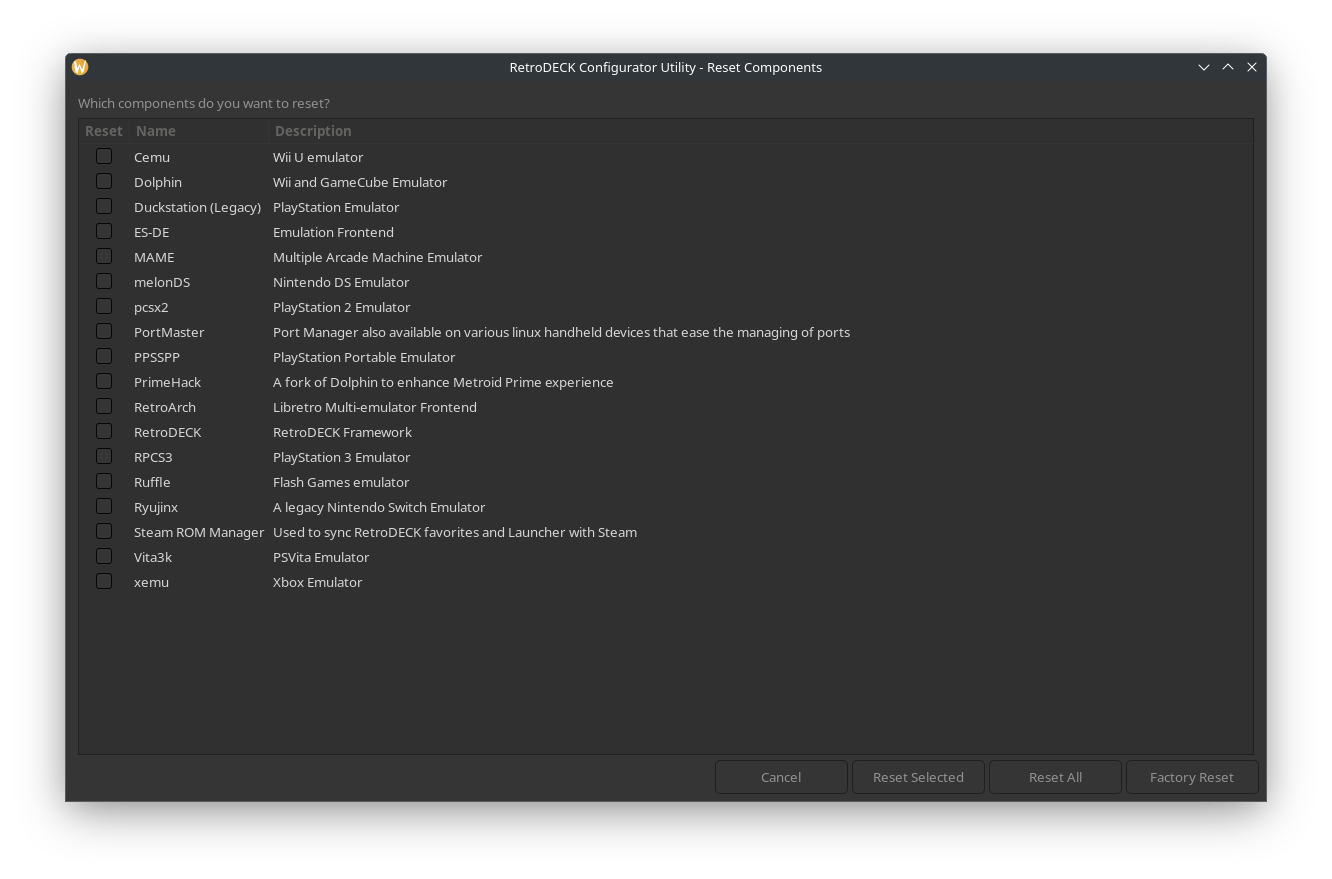 RetroDECK Configurator Utility - Reset Components
Which components do you want to reset?
Reset Name Description
Cemu Wii U emulator
Dolphin Wii and GameCube Emulator
Duckstation (Legacy) PlayStation Emulator
ES-DE Emulation Frontend
MAME Multiple Arcade Machine Emulator
melonDS Nintendo DS Emulator
pcsx2 PlayStation 2 Emulator
PortMaster Port Manager also available on various linux handheld devices that ease the managing of ports
PPSSPP PlayStation Portable Emulator
PrimeHack A fork of Dolphin to enhance Metroid Prime experience
RetroArch Libretro Multi-emulator Frontend
RetroDECK RetroDECK Framework
RPCS3 PlayStation 3 Emulator
Ruffle Flash Games emulator
Ryujinx A legacy Nintendo Switch Emulator
Steam ROM Manager Used to sync RetroDECK favorites and Launcher with Steam
Vita3k PSVita Emulator
xemu Xbox Emulator
Cancel Reset Selected Reset All Factory Reset